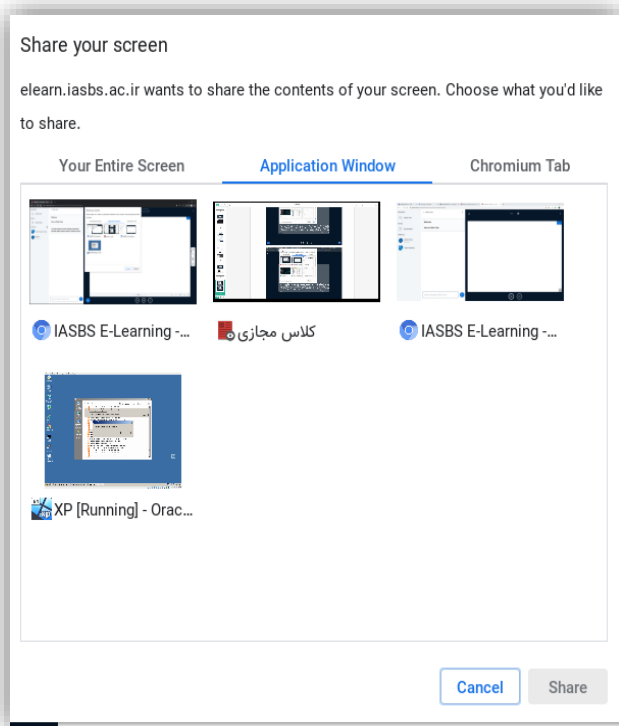 Share your screen
elearn.iasbs.ac.ir wants to share the contents of your screen. Choose what you'd like
to share.
Your Entire Screen
Application Window
Chromium Tab
IASBS E-Learning -...
کلاس مجازی
IASBS E-Learning -...
XP [Running] - Orac...
Cancel
Share